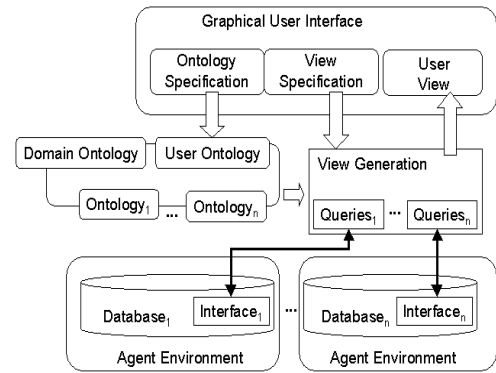 Graphical User Interface
Ontology Specification
View Specification
User View
Domain Ontology
User Ontology
Ontology₁ ... Ontologyₙ
View Generation
Queries₁ ... Queriesₙ
Database₁
Interface₁
...
Databaseₙ
Interfaceₙ
Agent Environment
Agent Environment